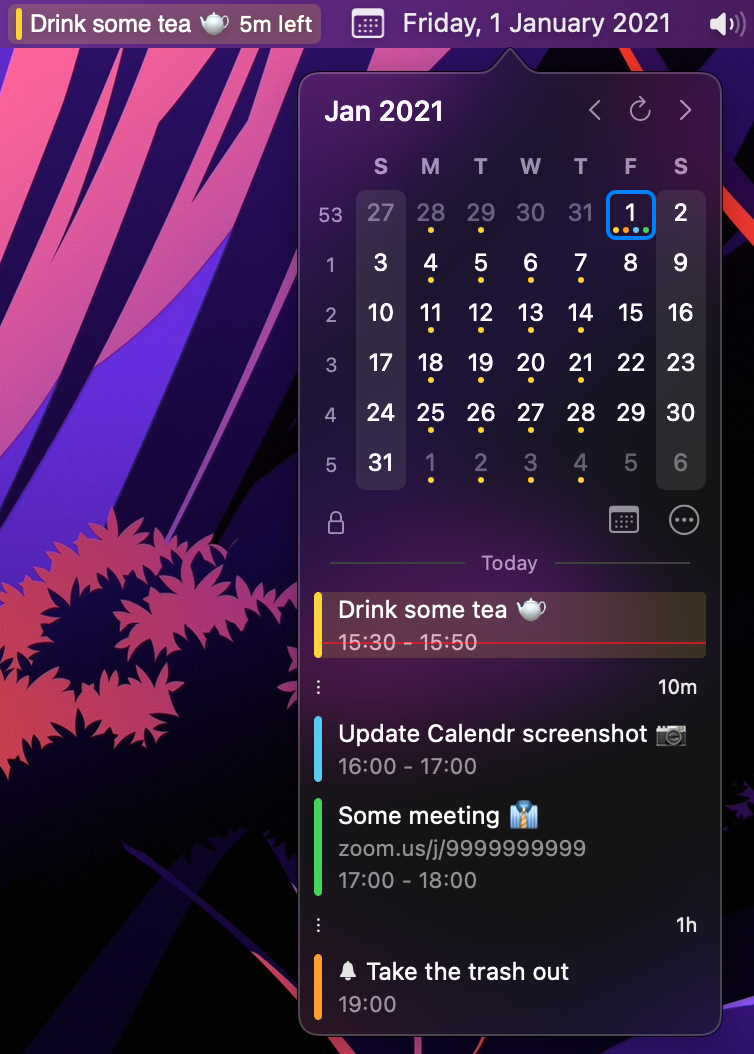 Drink some tea 🫖 5m left Friday, 1 January 2021
Jan 2021
S M T W T F S
53 27 28 29 30 31 1 2
1 3 4 5 6 7 8 9
2 10 11 12 13 14 15 16
3 17 18 19 20 21 22 23
4 24 25 26 27 28 29 30
5 31 1 2 3 4 5 6
Today
Drink some tea 🫖
15:30 - 15:50
10m
Update Calendr screenshot 📷
16:00 - 17:00
Some meeting 👔
zoom.us/j/9999999999
17:00 - 18:00
1h
Take the trash out
19:00